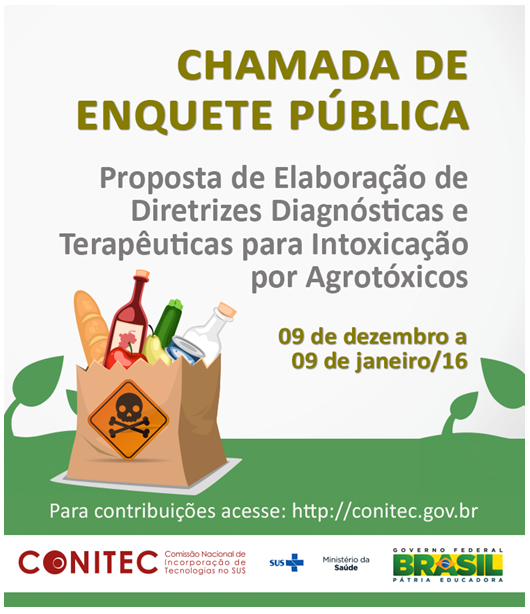 CHAMADA DE
ENQUETE PÚBLICA
Proposta de Elaboração de
Diretrizes Diagnósticas e
Terapêuticas para Intoxicação
por Agrotóxicos
09 de dezembro a
09 de janeiro/16
Para contribuições acesse: http://conitec.gov.br
CONITEC
Comissão Nacional de
Incorporação de
Tecnologias no SUS
SUS
Ministério da
Saúde
GOVERNO FEDERAL
BRASIL
PÁTRIA EDUCADORA